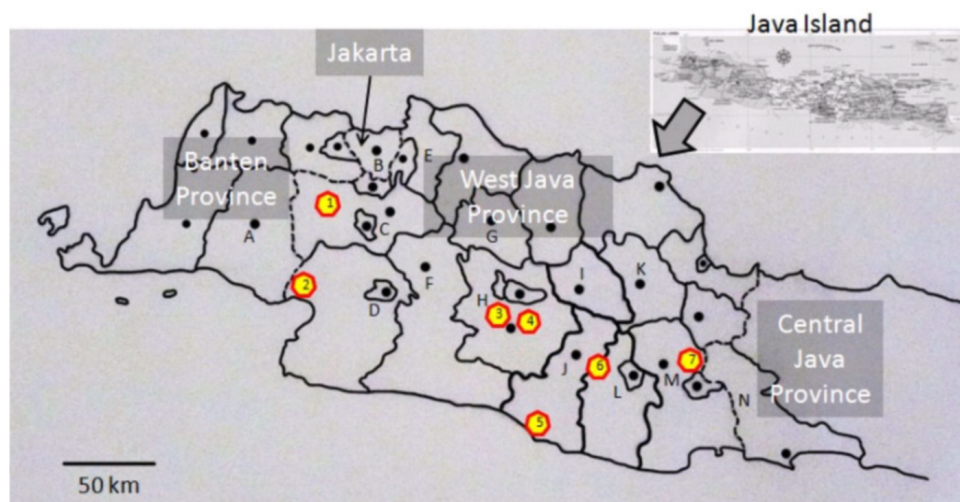 Java Island
Jakarta
Banten
Province
West Java
Province
Central
Java
Province
A
B
C
D
E
F
G
H
I
J
K
L
M
N
1
2
3
4
5
6
7
50 km